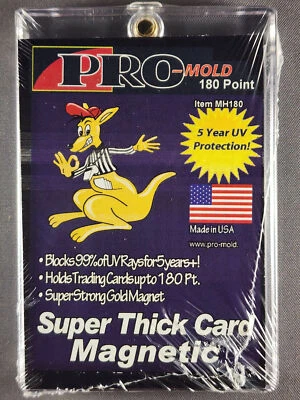 PRO-MOLD
180 Point
Item MH180
5 Year UV
Protection!
Made in USA
www.pro-mold.
• Blocks 99% of UV Rays for 5 years+!
• Holds Trading Cards up to 180 Pt.
• Super Strong Gold Magnet
Super Thick Card
Magnetic